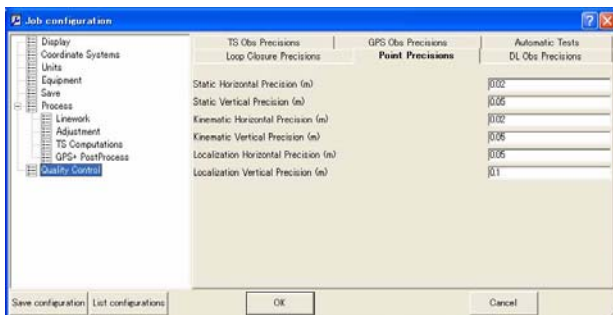 Job configuration
Display
Coordinate Systems
Units
Equipment
Save
Process
Linework
Adjustment
TS Computations
GPS+ PostProcess
Quality Control
TS Obs Precisions
GPS Obs Precisions
Automatic Tests
Loop Closure Precisions
Point Precisions
DL Obs Precisions
Static Horizontal Precision (m)
0.02
Static Vertical Precision (m)
0.05
Kinematic Horizontal Precision (m)
0.02
Kinematic Vertical Precision (m)
0.05
Localization Horizontal Precision (m)
0.05
Localization Vertical Precision (m)
0.1
Save configuration
List configurations
OK
Cancel